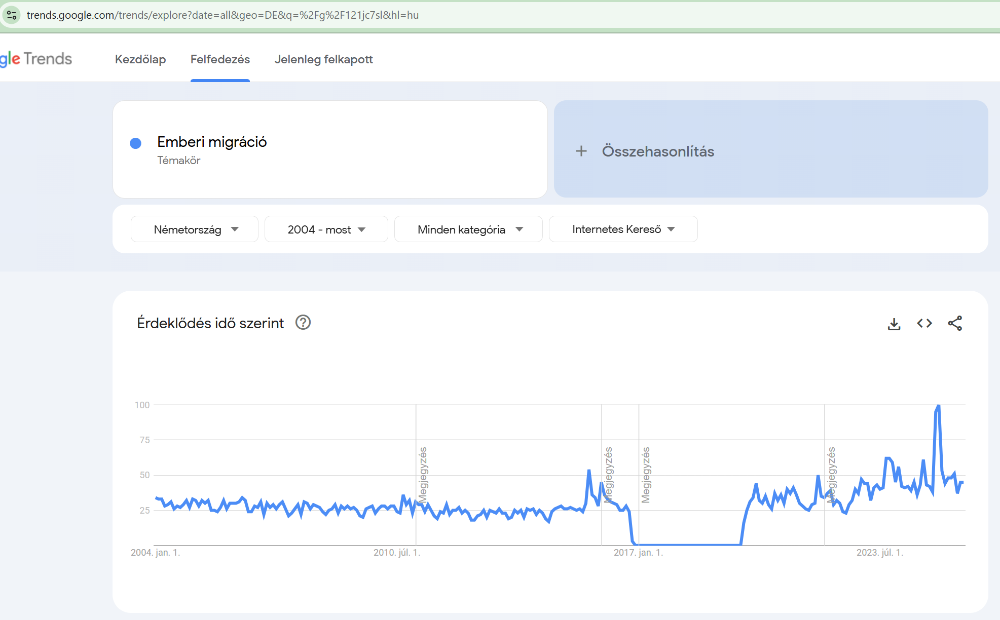 trends.google.com/trends/explore?date=all&geo=DE&q=%2Fg%2F121jc7sl&hl=hu
gle Trends
Kezdőlap
Felfedezés
Jelenleg felkapott
Emberi migráció
Témakör
+ Összehasonlítás
Németország
2004 - most
Minden kategória
Internetes Kereső
Érdeklődés idő szerint
100
75
50
25
Megjegyzés
Megjegyzés
Megjegyzés
Megjegyzés
2004. jan. 1.
2010. júl. 1.
2017. jan. 1.
2023. júl. 1.